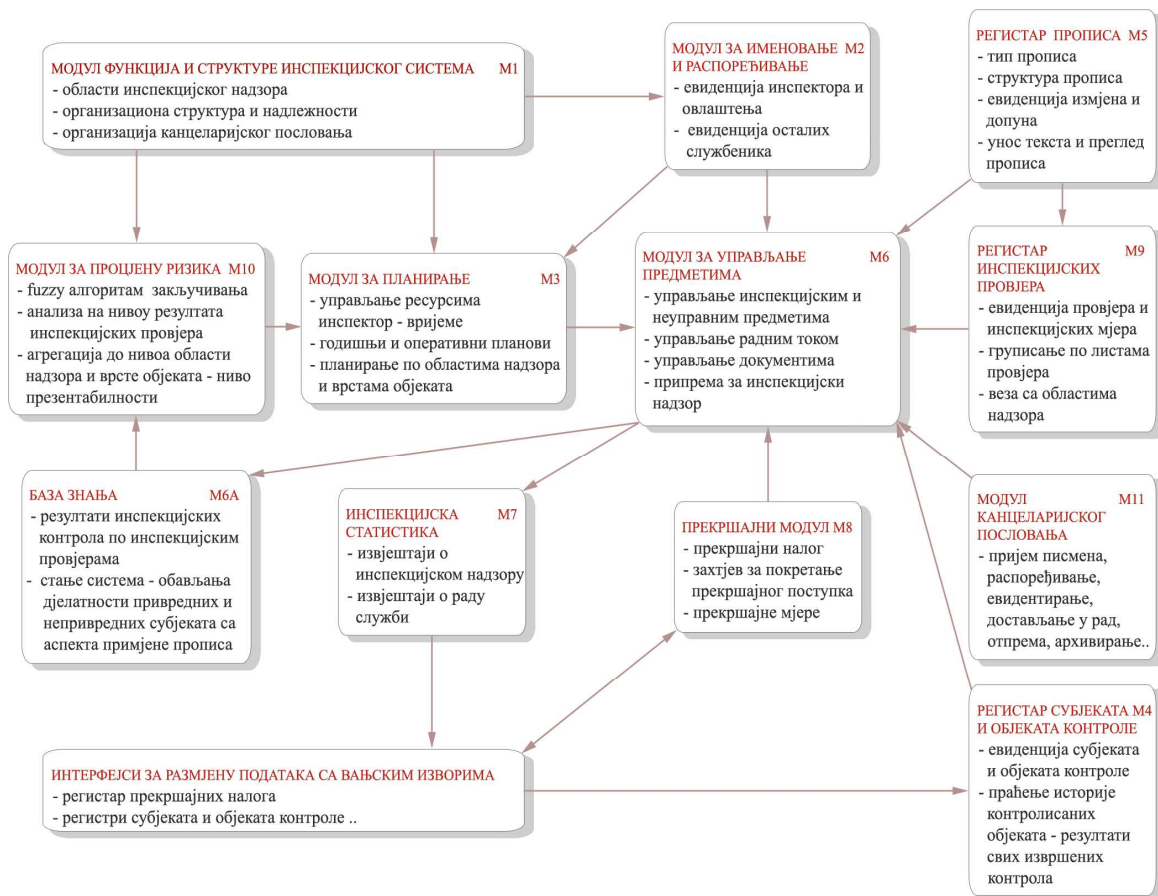 МОДУЛ ФУНКЦИЈА И СТРУКТУРЕ ИНСПЕКЦИЈСКОГ СИСТЕМА М1
- области инспекцијског надзора
- организациона структура и надлежности
- организација канцеларијског пословања
МОДУЛ ЗА ИМЕНОВАЊЕ М2
И РАСПОРЕЂИВАЊЕ
- евиденција инспектора и
овлаштења
- евиденција осталих
службеника
РЕГИСТАР ПРОПИСА М5
- тип прописа
- структура прописа
- евиденција измјена и
допуна
- унос текста и преглед
прописа
МОДУЛ ЗА ПРОЦЈЕНУ РИЗИКА М10
- fuzzy алгоритам закључивања
- анализа на нивоу резултата
инспекцијских провјера
- агрегација до нивоа области
надзора и врсте објеката - ниво
презентабилности
МОДУЛ ЗА ПЛАНИРАЊЕ М3
- управљање ресурсима
инспектор - вријеме
- годишњи и оперативни планови
- планирање по областима надзора
и врстама објеката
МОДУЛ ЗА УПРАВЉАЊЕ М6
ПРЕДМЕТИМА
- управљање инспекцијским и
неуправним предметима
- управљање радним током
- управљање документима
- припрема за инспекцијски
надзор
РЕГИСТАР М9
ИНСПЕКЦИЈСКИХ
ПРОВЈЕРА
- евиденција провјера и
инспекцијских мјера
- груписање по листама
провјера
- веза са областима
надзора
БАЗА ЗНАЊА М6А
- резултати инспекцијских
контрола по инспекцијским
провјерама
- стање система - обављања
дјелатности привредних и
непривредних субјеката са
аспекта примјене прописа
ИНСПЕКЦИЈСКА М7
СТАТИСТИКА
- извјештаји о
инспекцијском надзору
- извјештаји о раду
службе
ПРЕКРШАЈНИ МОДУЛ М8
- прекршајни налог
- захтјев за покретање
прекршајног поступка
- прекршајне мјере
МОДУЛ М11
КАНЦЕЛАРИЈСКОГ
ПОСЛОВАЊА
- пријем писмена,
распоређивање,
евидентирање,
достављање у рад,
отпрема, архивирање..
ИНТЕРФЕЈСИ ЗА РАЗМЈЕНУ ПОДАТАКА СА ВАЊСКИМ ИЗВОРИМА
- регистар прекршајних налога
- регистри субјеката и објеката контроле ..
РЕГИСТАР СУБЈЕКАТА М4
И ОБЈЕКАТА КОНТРОЛЕ
- евиденција субјеката
и објеката контроле
- праћење историје
контролисаних
објеката - резултати
свих извршених
контрола